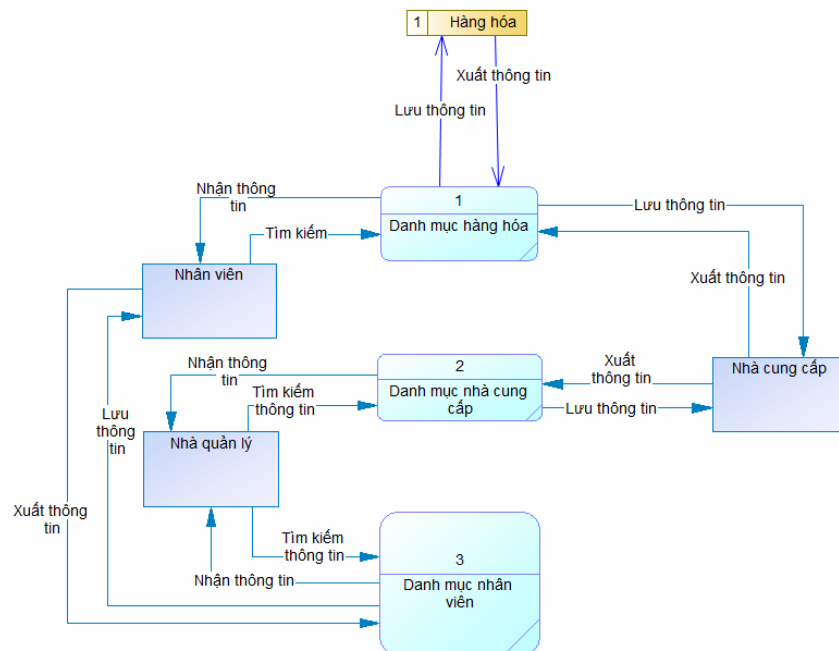 1 Hàng hóa
Xuất thông tin
Lưu thông tin
Nhận thông
tin
1
Lưu thông tin
Danh mục hàng hóa
Tìm kiếm
Nhân viên
Xuất thông tin
Nhận thông
tin
2
Xuất
thông tin
Nhà cung cấp
Tìm kiếm
thông tin
Danh mục nhà cung
cấp
Lưu thông tin
Lưu
thông
tin
Nhà quản lý
Xuất thông
tin
Tìm kiếm
thông tin
3
Nhận thông tin
Danh mục nhân
viên